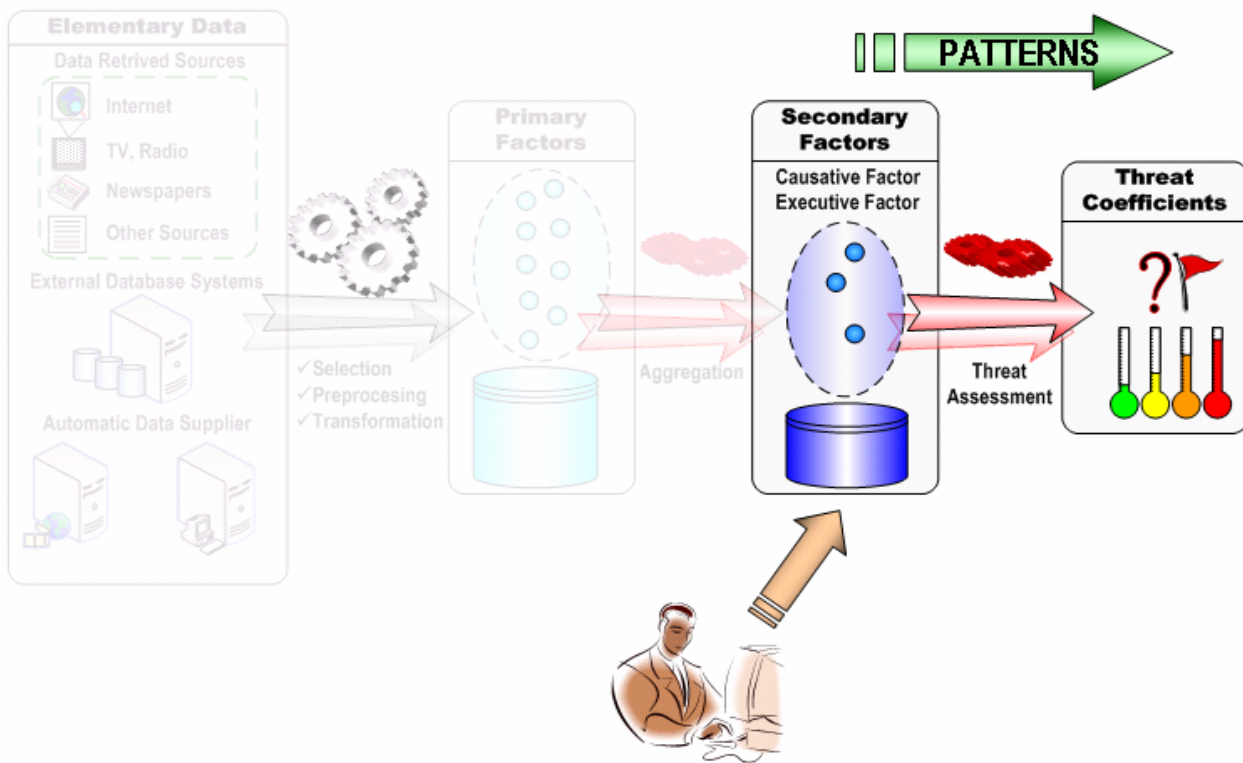 Elementary Data
Data Retrived Sources
Internet
TV, Radio
Newspapers
Other Sources
External Database Systems
Automatic Data Supplier
✓Selection
✓Preprocesing
✓Transformation
Primary
Factors
Aggregation
PATTERNS
Secondary
Factors
Causative Factor
Executive Factor
Threat
Assessment
Threat
Coefficients
?